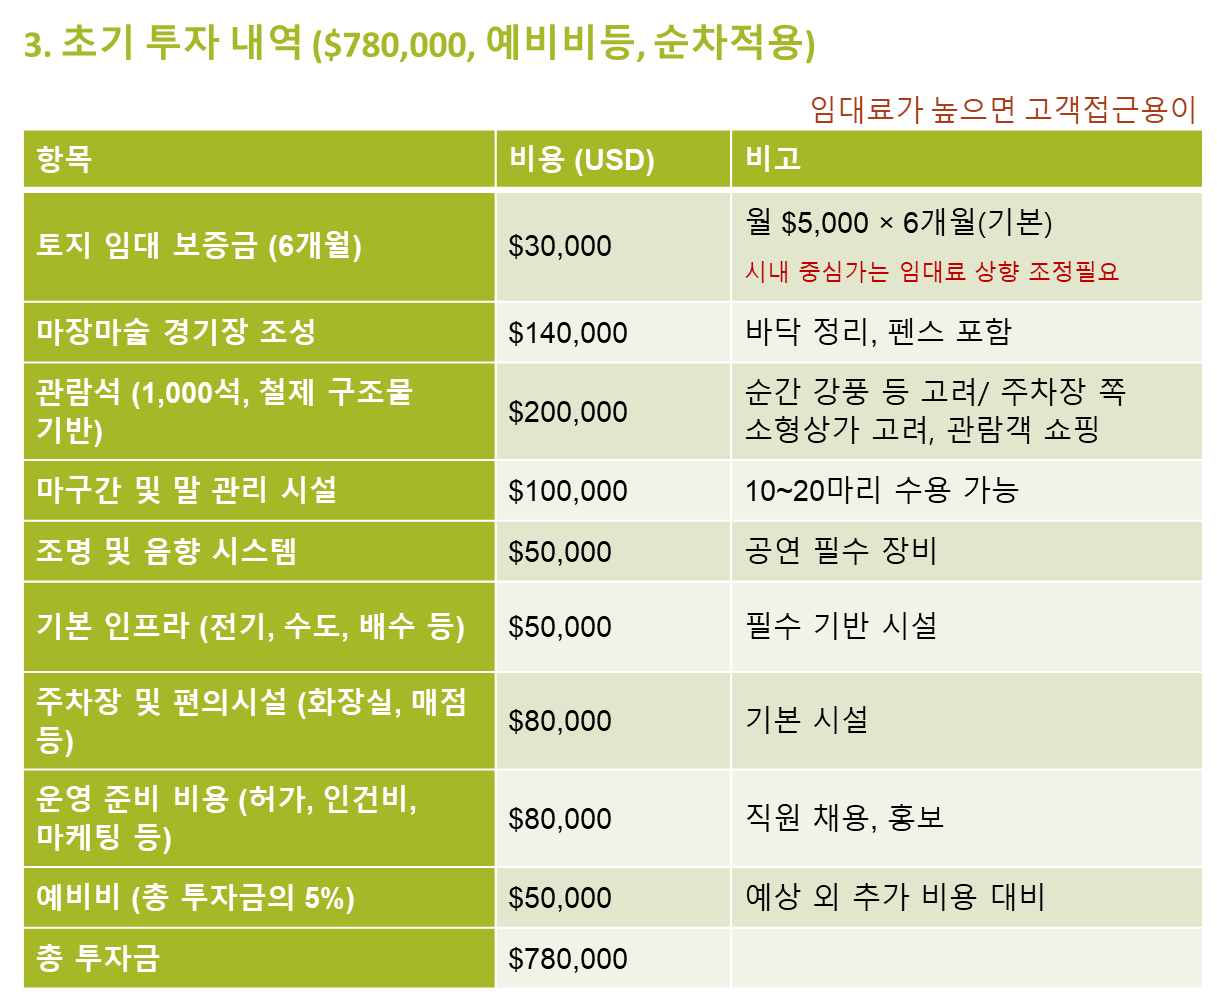 3. 초기 투자 내역 ($780,000, 예비비등, 순차적용)
임대료가 높으면 고객접근용이
항목 비용 (USD) 비고
토지 임대 보증금 (6개월) $30,000 월 $5,000 × 6개월(기본)
시내 중심가는 임대료 상향 조정필요
마장마술 경기장 조성 $140,000 바닥 정리, 펜스 포함
관람석 (1,000석, 철제 구조물
기반)
$200,000
순간 강풍 등 고려/ 주차장 쪽
소형상가 고려, 관람객 쇼핑
마구간 및 말 관리 시설 $100,000 10~20마리 수용 가능
조명 및 음향 시스템 $50,000 공연 필수 장비
기본 인프라 (전기, 수도, 배수 등) $50,000 필수 기반 시설
주차장 및 편의시설 (화장실, 매점
등)
$80,000 기본 시설
운영 준비 비용 (허가, 인건비,
마케팅 등)
$80,000 직원 채용, 홍보
예비비 (총 투자금의 5%) $50,000 예상 외 추가 비용 대비
총 투자금 $780,000